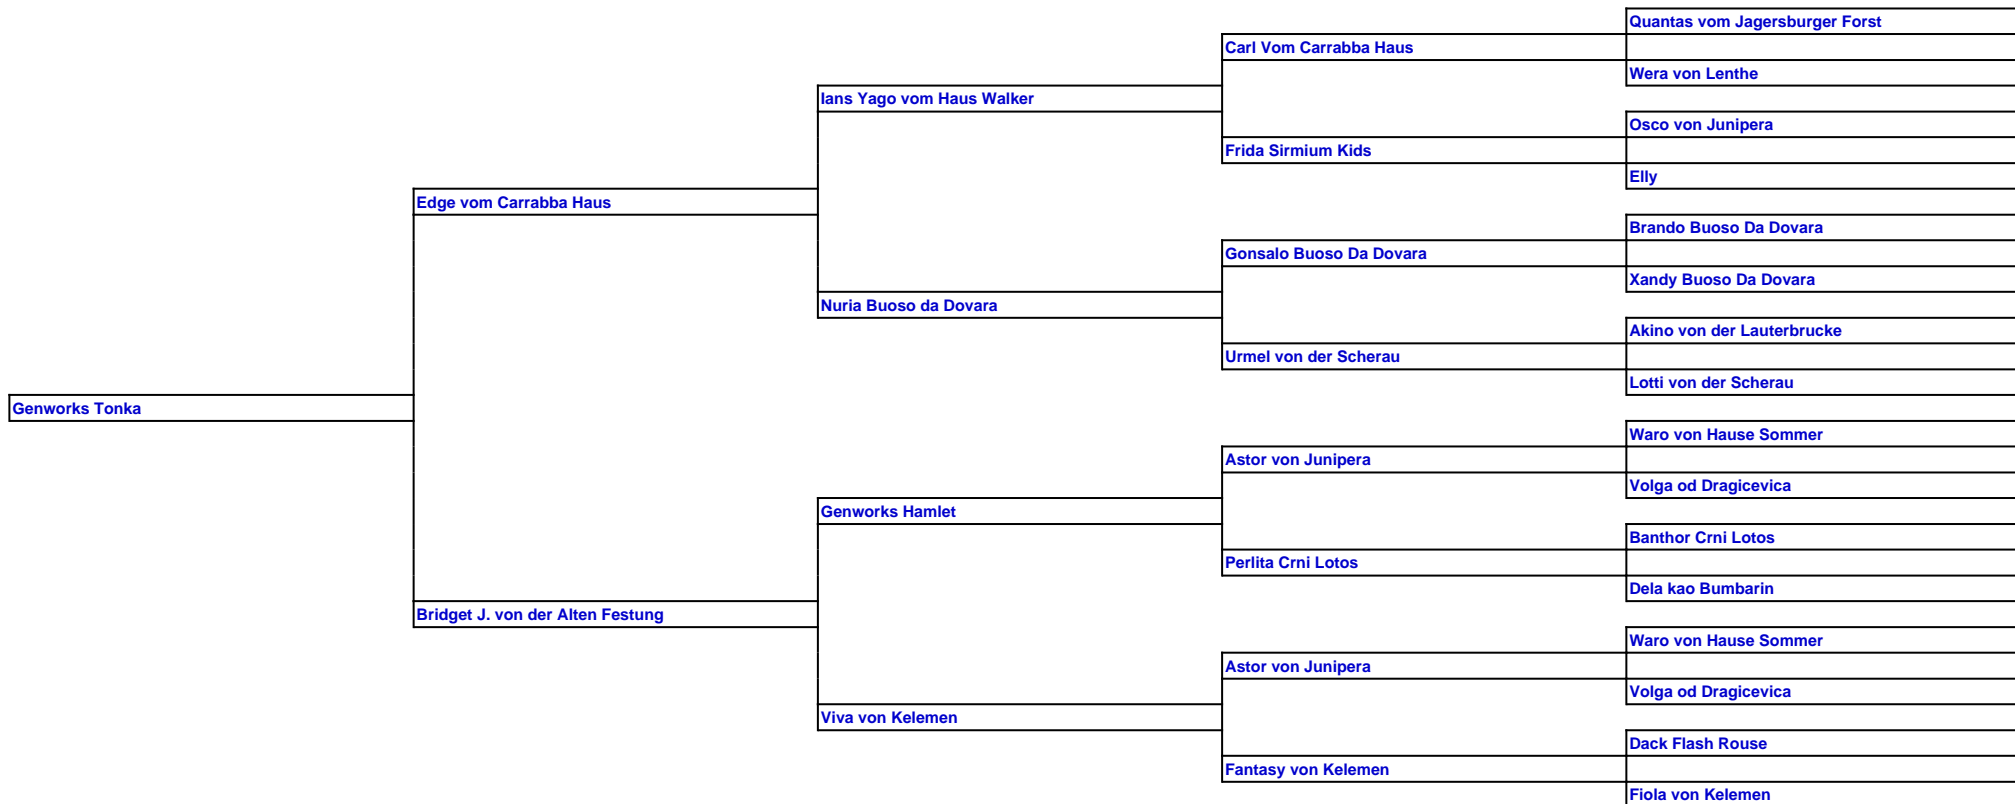 Quantas vom Jagersburger Forst
Carl Vom Carrabba Haus
Wera von Lenthe
Ians Yago vom Haus Walker
Osco von Junipera
Frida Sirmium Kids
Elly
Edge vom Carrabba Haus
Brando Buoso Da Dovara
Gonsalo Buoso Da Dovara
Xandy Buoso Da Dovara
Nuria Buoso da Dovara
Akino von der Lauterbrucke
Urmel von der Scherau
Lotti von der Scherau
Genworks Tonka
Waro von Hause Sommer
Astor von Junipera
Volga od Dragicevica
Genworks Hamlet
Banthor Crni Lotos
Perlita Crni Lotos
Dela kao Bumbarin
Bridget J. von der Alten Festung
Waro von Hause Sommer
Astor von Junipera
Volga od Dragicevica
Viva von Kelemen
Dack Flash Rouse
Fantasy von Kelemen
Fiola von Kelemen